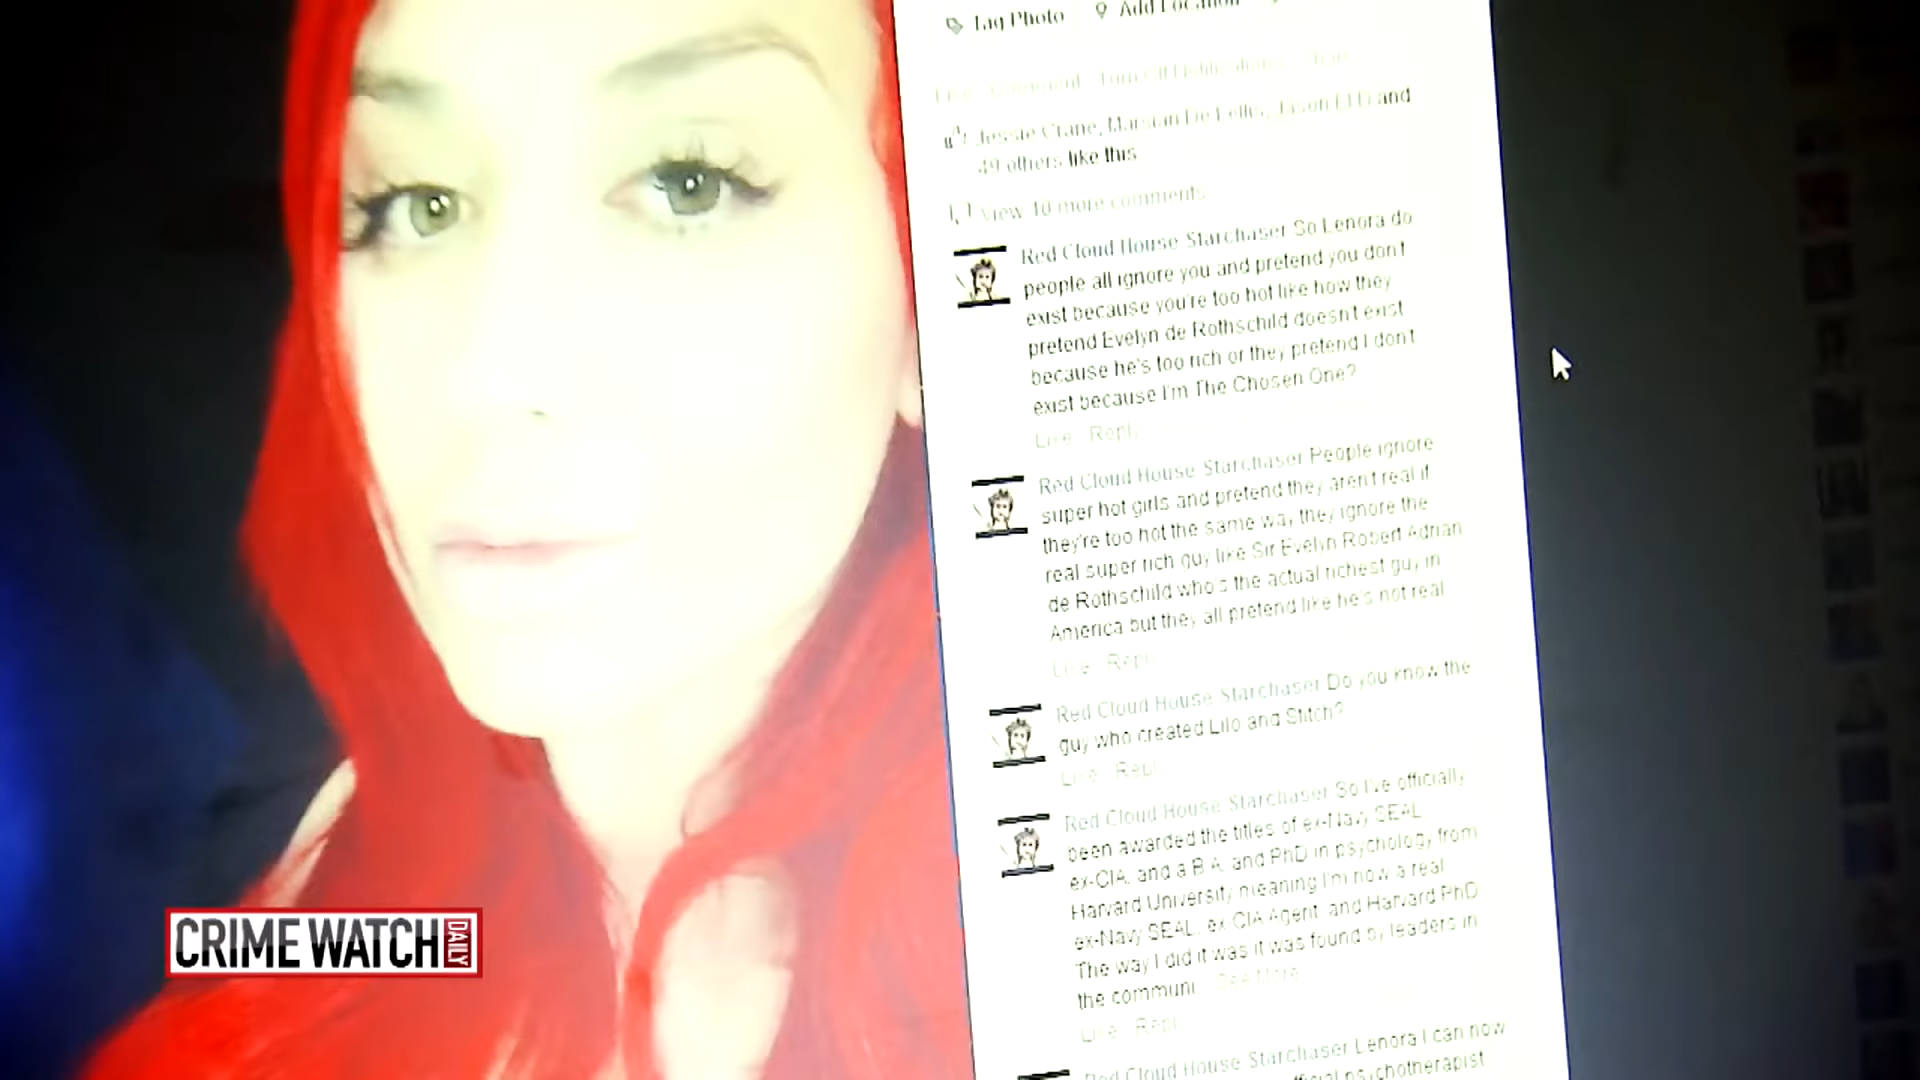 Tag Photo Add Location
and
49 others like this
View 10 more comments
Red Cloud House Starchaser So Lenora do
people all ignore you and pretend you don't
exist because you're too hot like how they
pretend Evelyn de Rothschild doesn't exist
because he's too rich or they pretend I don't
exist because I'm The Chosen One?
Like Reply
Red Cloud House Starchaser People ignore
super hot girls and pretend they aren't real if
they're too hot the same way they ignore the
real super rich guy like Sir Evelyn Robert Adrian
de Rothschild who's the actual richest guy in
America but they all pretend like he's not real
Like Reply
Red Cloud House Starchaser Do you know the
guy who created Lilo and Stitch?
Like Reply
Red Cloud House Starchaser So I've officially
been awarded the titles of ex-Navy SEAL,
ex-CIA, and a B.A. and PhD in psychology from
Harvard University meaning I'm now a real
ex-Navy SEAL, ex-CIA Agent, and Harvard PhD
The way I did it was it was found by leaders in
the communi See More
Like Reply
Red Cloud House Starchaser Lenora I can now
psychotherapist
CRIME WATCH DAILY